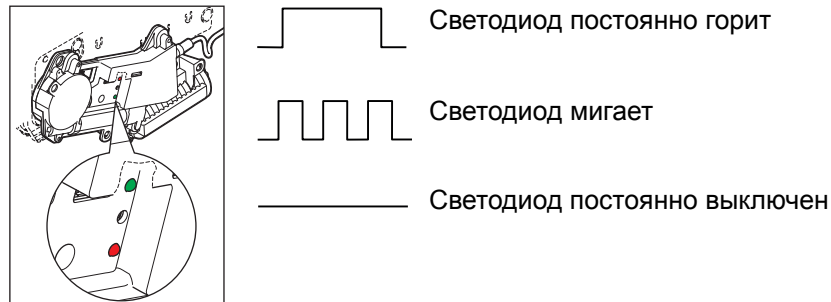 Светодиод постоянно горит
Светодиод мигает
Светодиод постоянно выключен